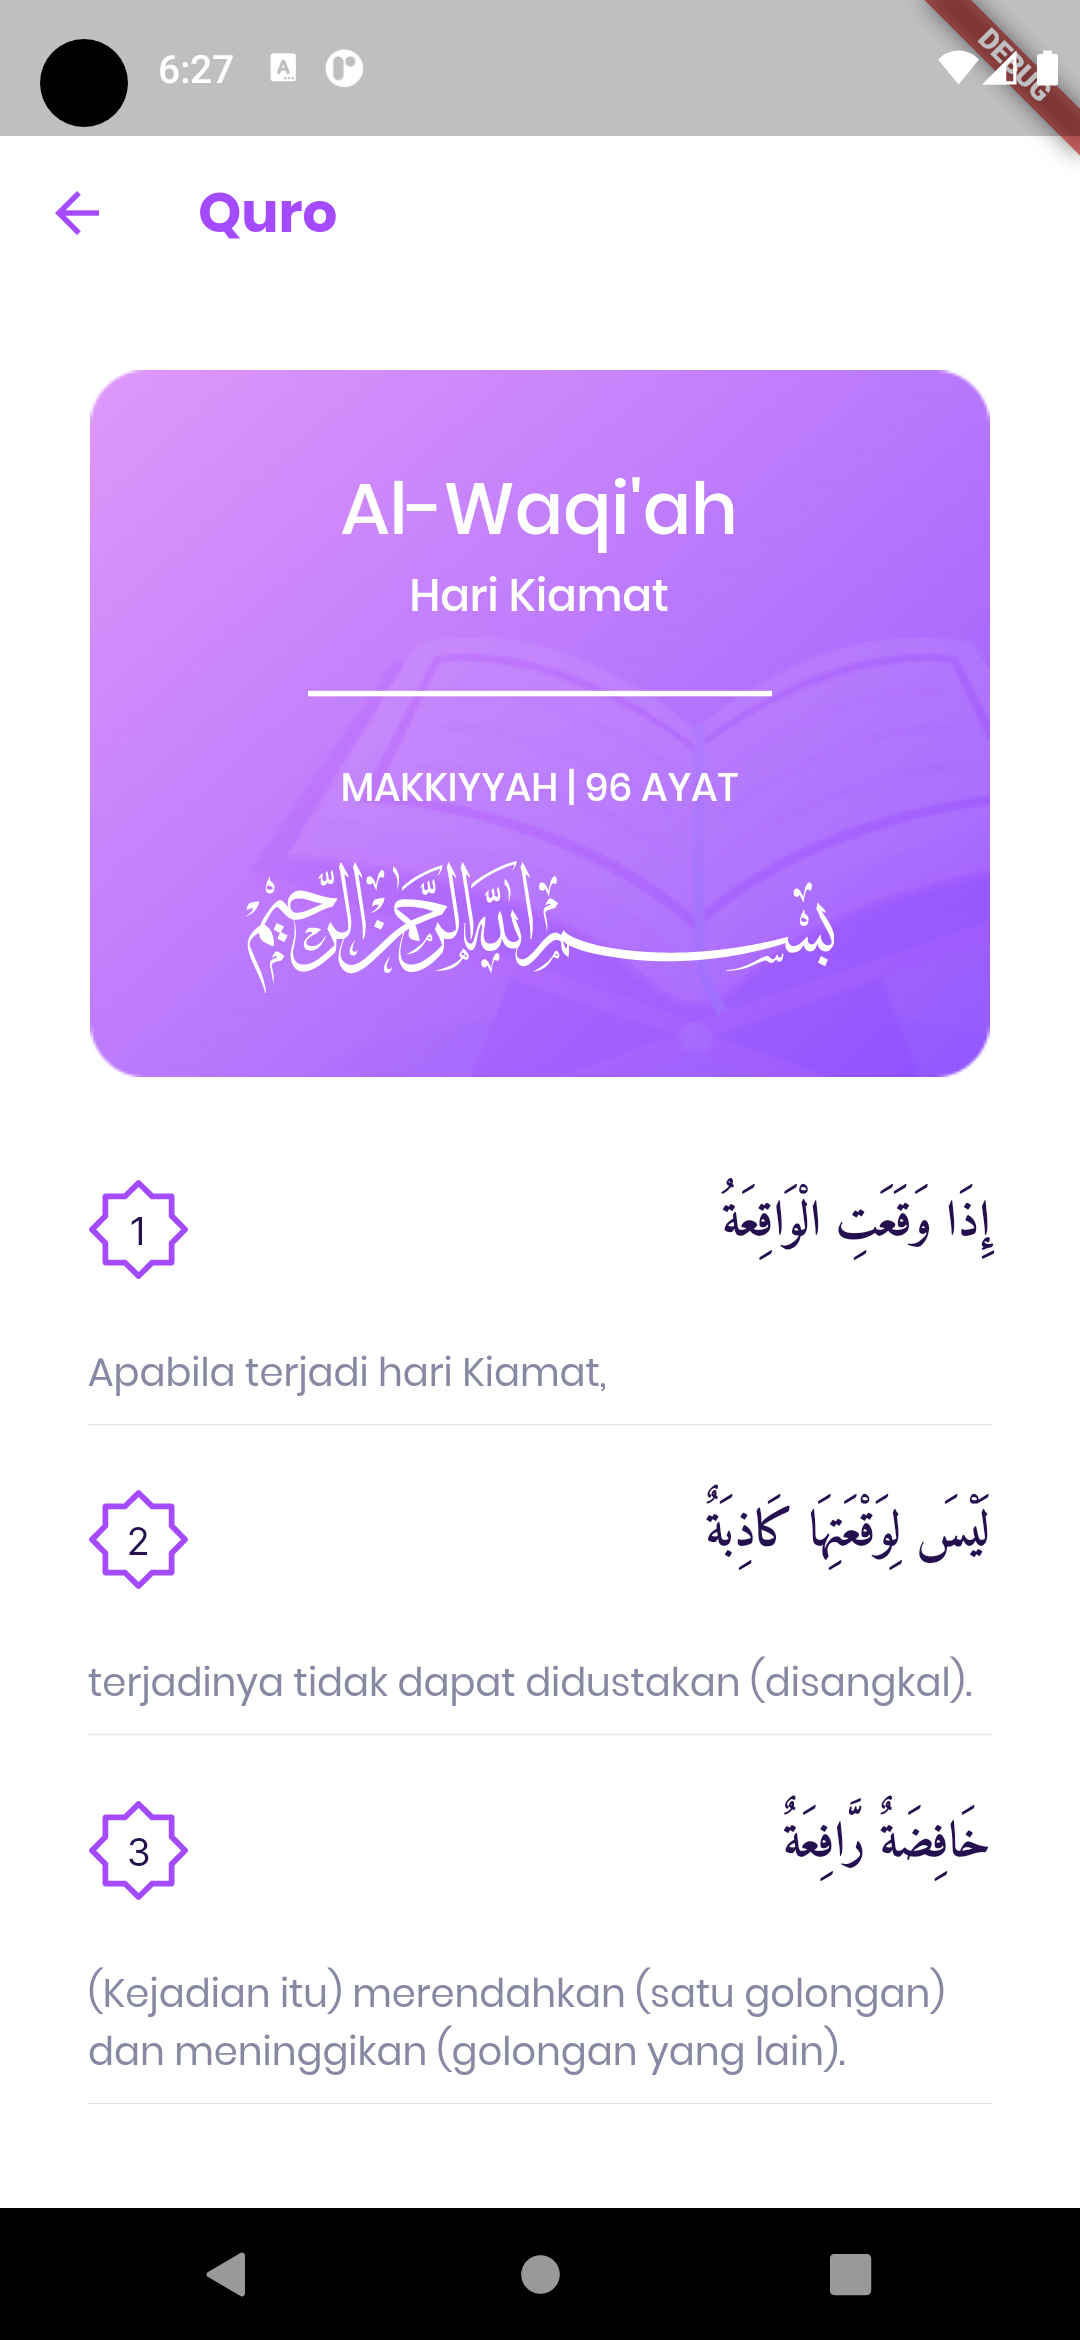 6:27
DEBUG
Quro
Al-Waqi'ah
Hari Kiamat
MAKKIYYAH | 96 AYAT
بِسْمِ اللّٰهِ الرَّحْمٰنِ الرَّحِيْمِ
1
إِذَا وَقَعَتِ الْوَاقِعَةُ
Apabila terjadi hari Kiamat,
2
لَيْسَ لِوَقْعَتِهَا كَاذِبَةٌ
terjadinya tidak dapat didustakan (disangkal).
3
خَافِضَةٌ رَّافِعَةٌ
(Kejadian itu) merendahkan (satu golongan)
dan meninggikan (golongan yang lain).